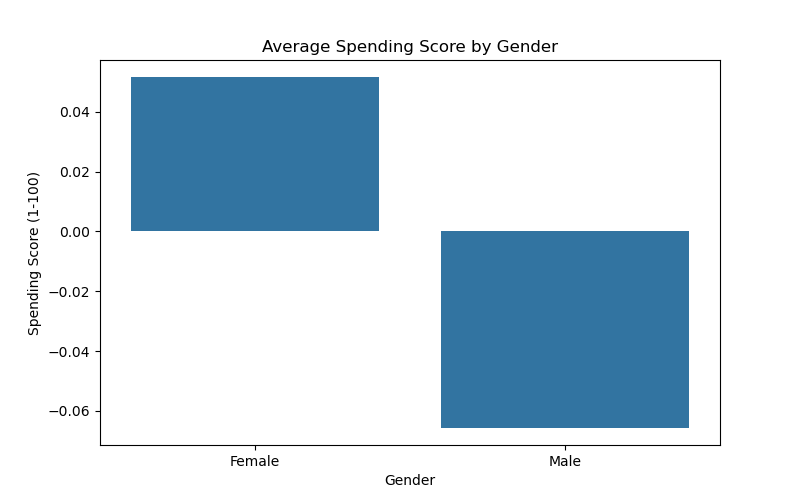 Average Spending Score by Gender
Spending Score (1-100)
0.04
0.02
0.00
−0.02
−0.04
−0.06
Female Male
Gender